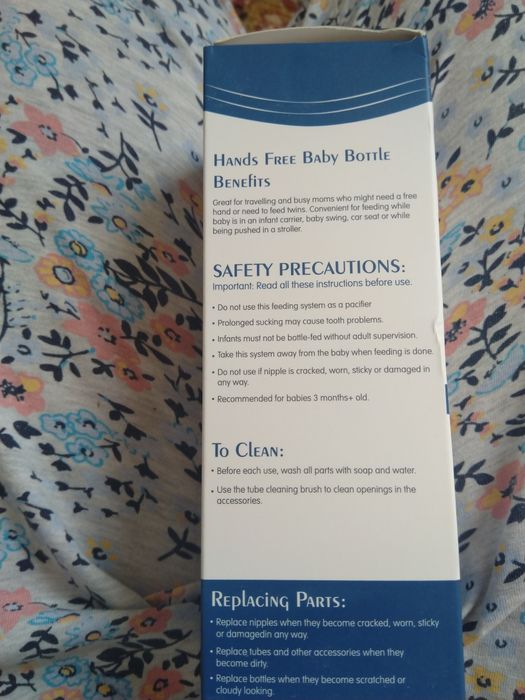 Hands Free Baby Bottle
Benefits
Great for travelling and busy moms who might need a free
hand or need to feed twins. Convenient for feeding while
baby is in an infant carrier, baby swing, car seat or while
being pushed in a stroller.
SAFETY PRECAUTIONS:
Important: Read all these instructions before use.
• Do not use this feeding system as a pacifier
• Prolonged sucking may cause tooth problems.
• Infants must not be bottle-fed without adult supervision.
• Take this system away from the baby when feeding is done.
• Do not use if nipple is cracked, worn, sticky or damaged in
any way.
• Recommended for babies 3 months+ old.
To Clean:
• Before each use, wash all parts with soap and water.
• Use the tube cleaning brush to clean openings in the
accessories.
Replacing Parts:
• Replace nipples when they become cracked, worn, sticky
or damagedin any way.
• Replace tubes and other accessories when they
become dirty.
• Replace bottles when they become scratched or
cloudy looking.